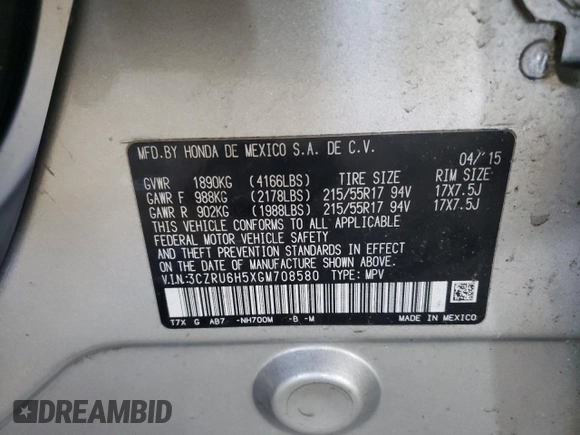 MFD.BY HONDA DE MEXICO S.A. DE C.V. 04/'15
GVWR 1890KG (4166LBS) TIRE SIZE RIM SIZE
GAWR F 988KG (2178LBS) 215/55R17 94V 17X7.5J
GAWR R 902KG (1988LBS) 215/55R17 94V 17X7.5J
THIS VEHICLE CONFORMS TO ALL APPLICABLE
FEDERAL MOTOR VEHICLE SAFETY
AND THEFT PREVENTION STANDARDS IN EFFECT
ON THE DATE OF MANUFACTURE SHOWN ABOVE.
V.I.N.:3CZRU6H5XGM708580 TYPE: MPV
T7X G AB7 -NH700M -B -M MADE IN MEXICO
DREAMBID